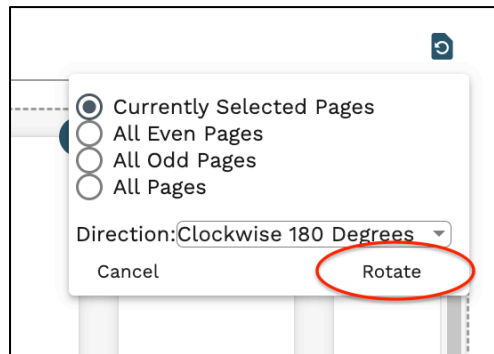 Currently Selected Pages
All Even Pages
All Odd Pages
All Pages
Direction:Clockwise 180 Degrees
Cancel Rotate